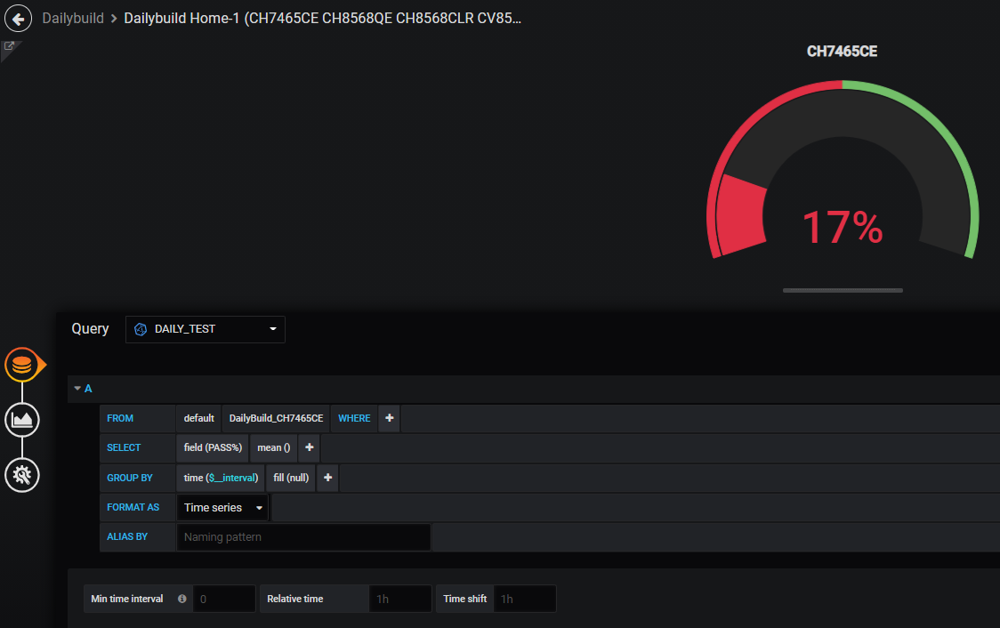 Dailybuild > Dailybuild Home-1 (CH7465CE CH8568QE CH8568CLR CV85...
CH7465CE
17%
Query DAILY_TEST
A
FROM default DailyBuild_CH7465CE WHERE +
SELECT field (PASS%) mean () +
GROUP BY time ($__interval) fill (null) +
FORMAT AS Time series
ALIAS BY Naming pattern
Min time interval 0 Relative time 1h Time shift 1h